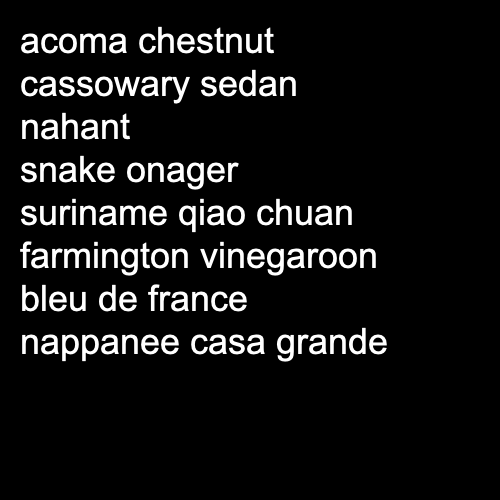 acoma chestnut
cassowary sedan
nahant
snake onager
suriname qiao chuan
farmington vinegaroon
bleu de france
nappanee casa grande